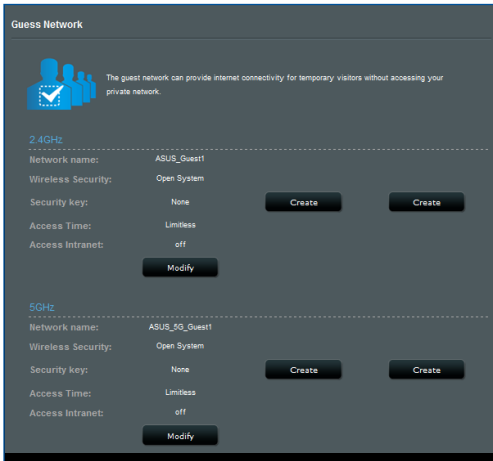 Guess Network
The guest network can provide internet connectivity for temporary visitors without accessing your
private network.
2.4GHz
Network name: ASUS_Guest1
Wireless Security: Open System
Security key: None Create Create
Access Time: Limitless
Access Intranet: off
Modify
5GHz
Network name: ASUS_5G_Guest1
Wireless Security: Open System
Security key: None Create Create
Access Time: Limitless
Access Intranet: off
Modify